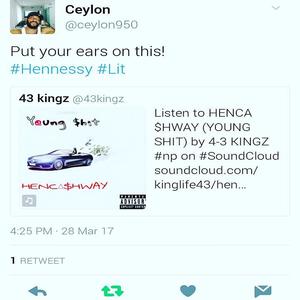 Ceylon
@ceylon950
Put your ears on this!
#Hennessy #Lit
43 kingz @43kingz
Young $h!t
HENCA$HWAY
PARENTAL
ADVISORY
EXPLICIT CONTENT
Listen to HENCA
$HWAY (YOUNG
SHIT) by 4-3 KINGZ
#np on #SoundCloud
soundcloud.com/
kinglife43/hen...
4:25 PM · 28 Mar 17
1 RETWEET